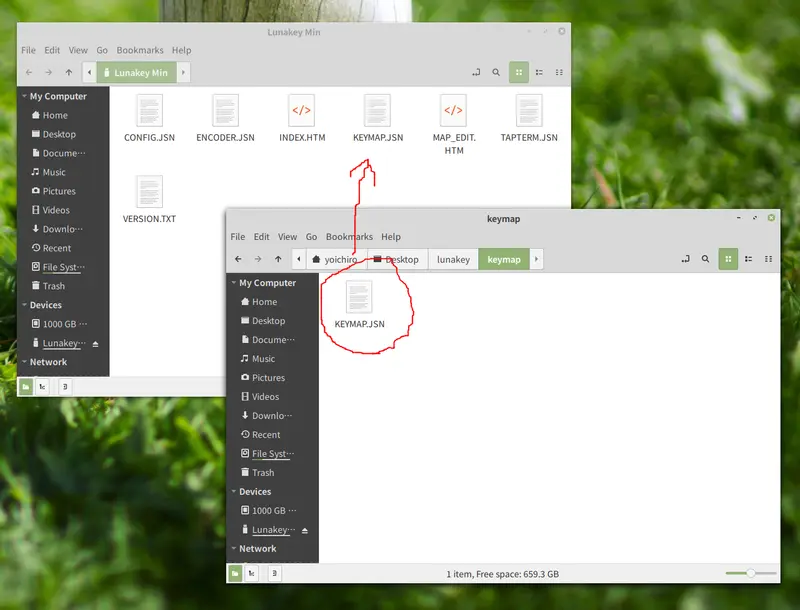 Lunakey Min
File Edit View Go Bookmarks Help
Lunakey Min
My Computer
Home
Desktop
Docume…
Music
Pictures
Videos
Downlo…
Recent
File Syst…
Trash
Devices
1000 GB …
Lunakey…
Network
CONFIG.JSN
ENCODER.JSN
INDEX.HTM
KEYMAP.JSN
MAP_EDIT.
HTM
TAPTERM.JSN
VERSION.TXT
keymap
File Edit View Go Bookmarks Help
yoichiro Desktop lunakey keymap
My Computer
Home
Desktop
Docume…
Music
Pictures
Videos
Downlo…
Recent
File Syst…
Trash
Devices
1000 GB …
Lunakey…
Network
KEYMAP.JSN
1 item, Free space: 659.3 GB